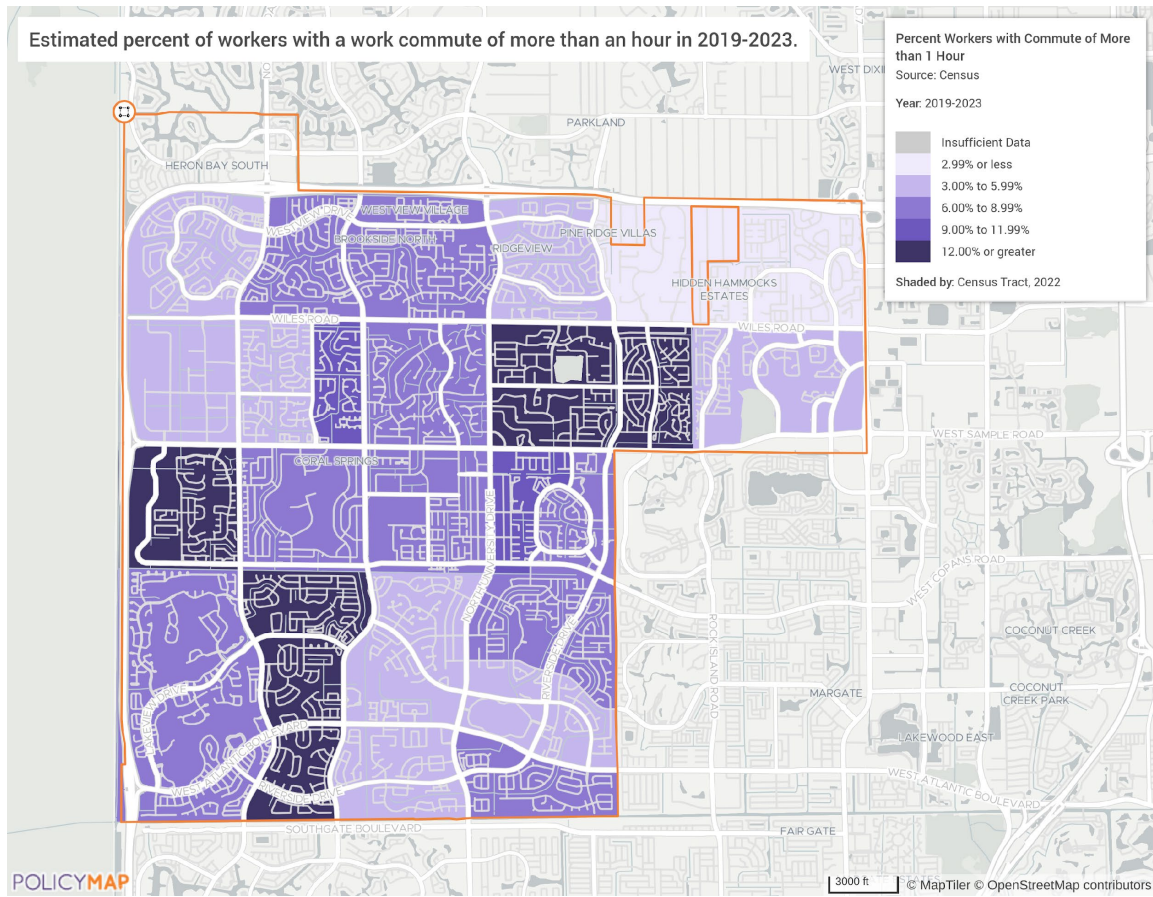 Estimated percent of workers with a work commute of more than an hour in 2019-2023.
Percent Workers with Commute of More
than 1 Hour
Source: Census
Year: 2019-2023
Insufficient Data
2.99% or less
3.00% to 5.99%
6.00% to 8.99%
9.00% to 11.99%
12.00% or greater
Shaded by: Census Tract, 2022
WEST DIXI
PARKLAND
HERON BAY SOUTH
WESTVIEW DRIVE
WESTVIEW VILLAGE
BROOKSIDE NORTH
RIDGEVIEW
PINE RIDGE VILLAS
HIDDEN HAMMOCKS
ESTATES
WILES ROAD
WILES ROAD
WEST SAMPLE ROAD
CORAL SPRINGS
NORTH UNIVERSITY DRIVE
WEST COPANS ROAD
ROCK ISLAND ROAD
RIVERSIDE DRIVE
COCONUT CREEK
COCONUT
CREEK PARK
MARGATE
LAKEVIEW DRIVE
LAKEWOOD EAST
WEST ATLANTIC BOULEVARD
RIVERSIDE DRIVE
WEST ATLANTIC BOULEVARD
SOUTHGATE BOULEVARD
FAIR GATE
POLICYMAP
3000 ft
© MapTiler © OpenStreetMap contributors